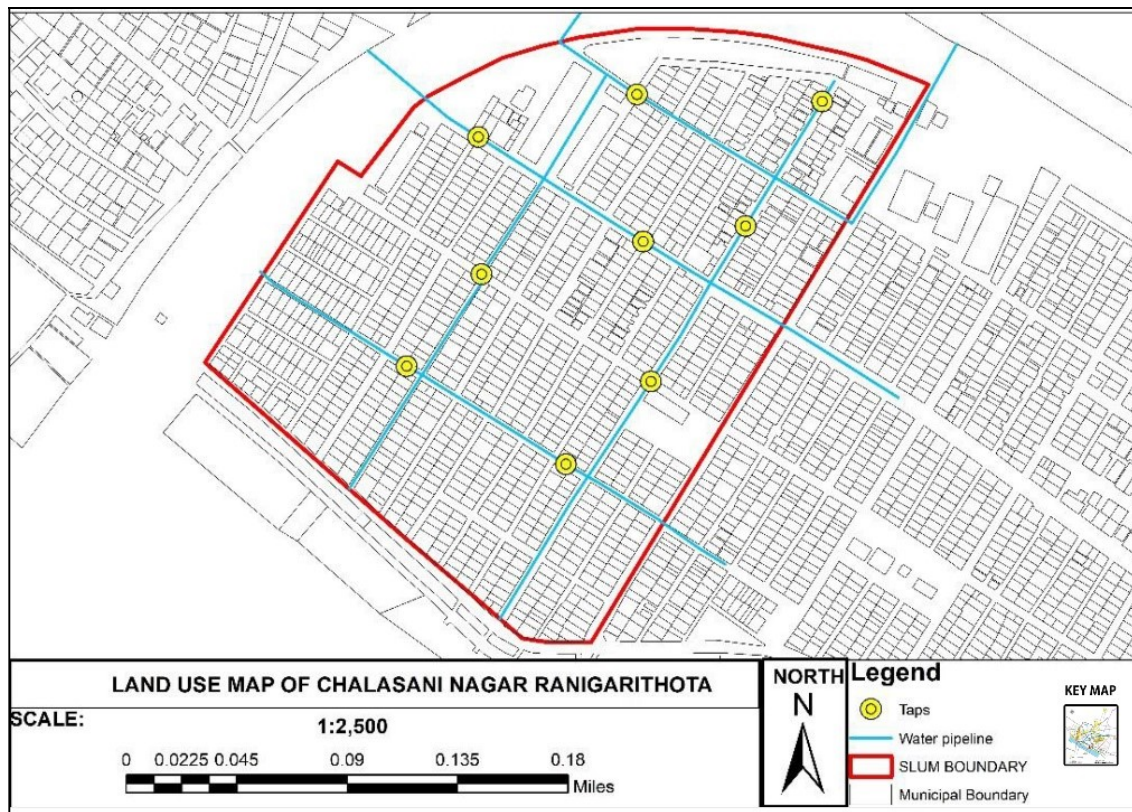 LAND USE MAP OF CHALASANI NAGAR RANIGARITHOTA
SCALE:
1:2,500
0 0.0225 0.045 0.09 0.135 0.18
Miles
NORTH
N
Legend
Taps
Water pipeline
SLUM BOUNDARY
Municipal Boundary
KEY MAP